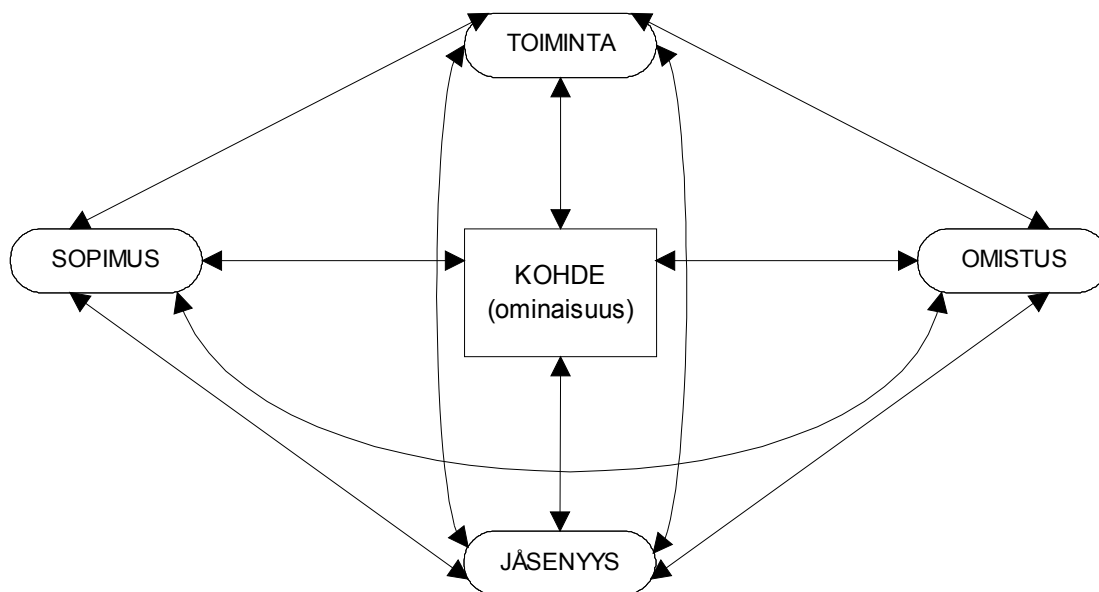 TOIMINTA
SOPIMUS
KOHDE
(ominaisuus)
OMISTUS
JÅSENYYS